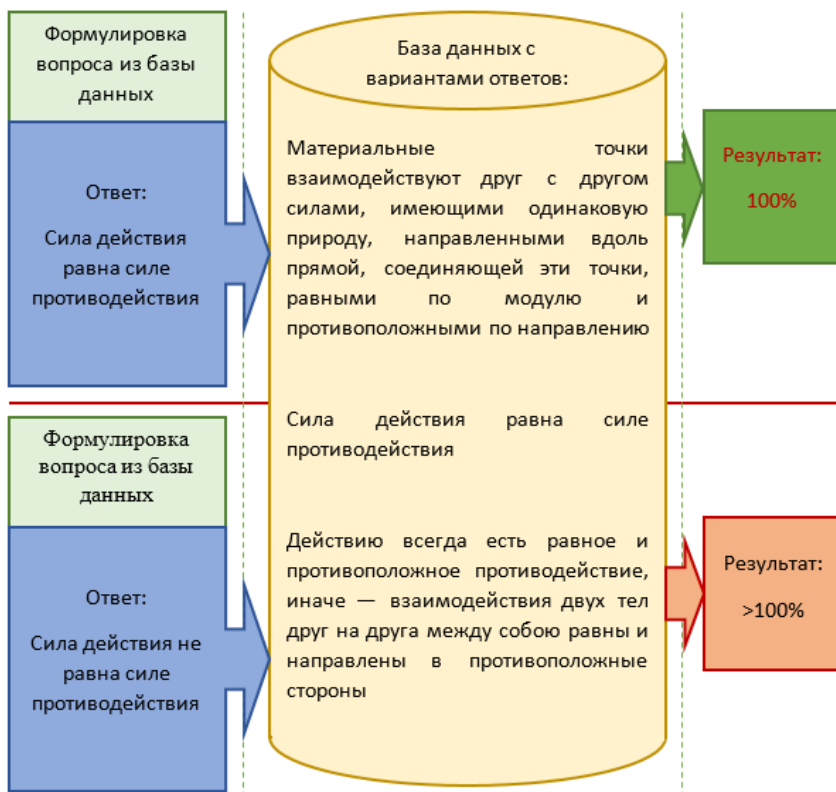 Формулировка
вопроса из базы
данных
Ответ:
Сила действия
равна силе
противодействия
База данных с
вариантами ответов:
Материальные точки
взаимодействуют друг с другом
силами, имеющими одинаковую
природу, направленными вдоль
прямой, соединяющей эти точки,
равными по модулю и
противоположными по направлению
Результат:
100%
Формулировка
вопроса из базы
данных
Ответ:
Сила действия не
равна силе
противодействия
Сила действия равна силе
противодействия
Действию всегда есть равное и
противоположное противодействие,
иначе — взаимодействия двух тел
друг на друга между собою равны и
направлены в противоположные
стороны
Результат:
>100%